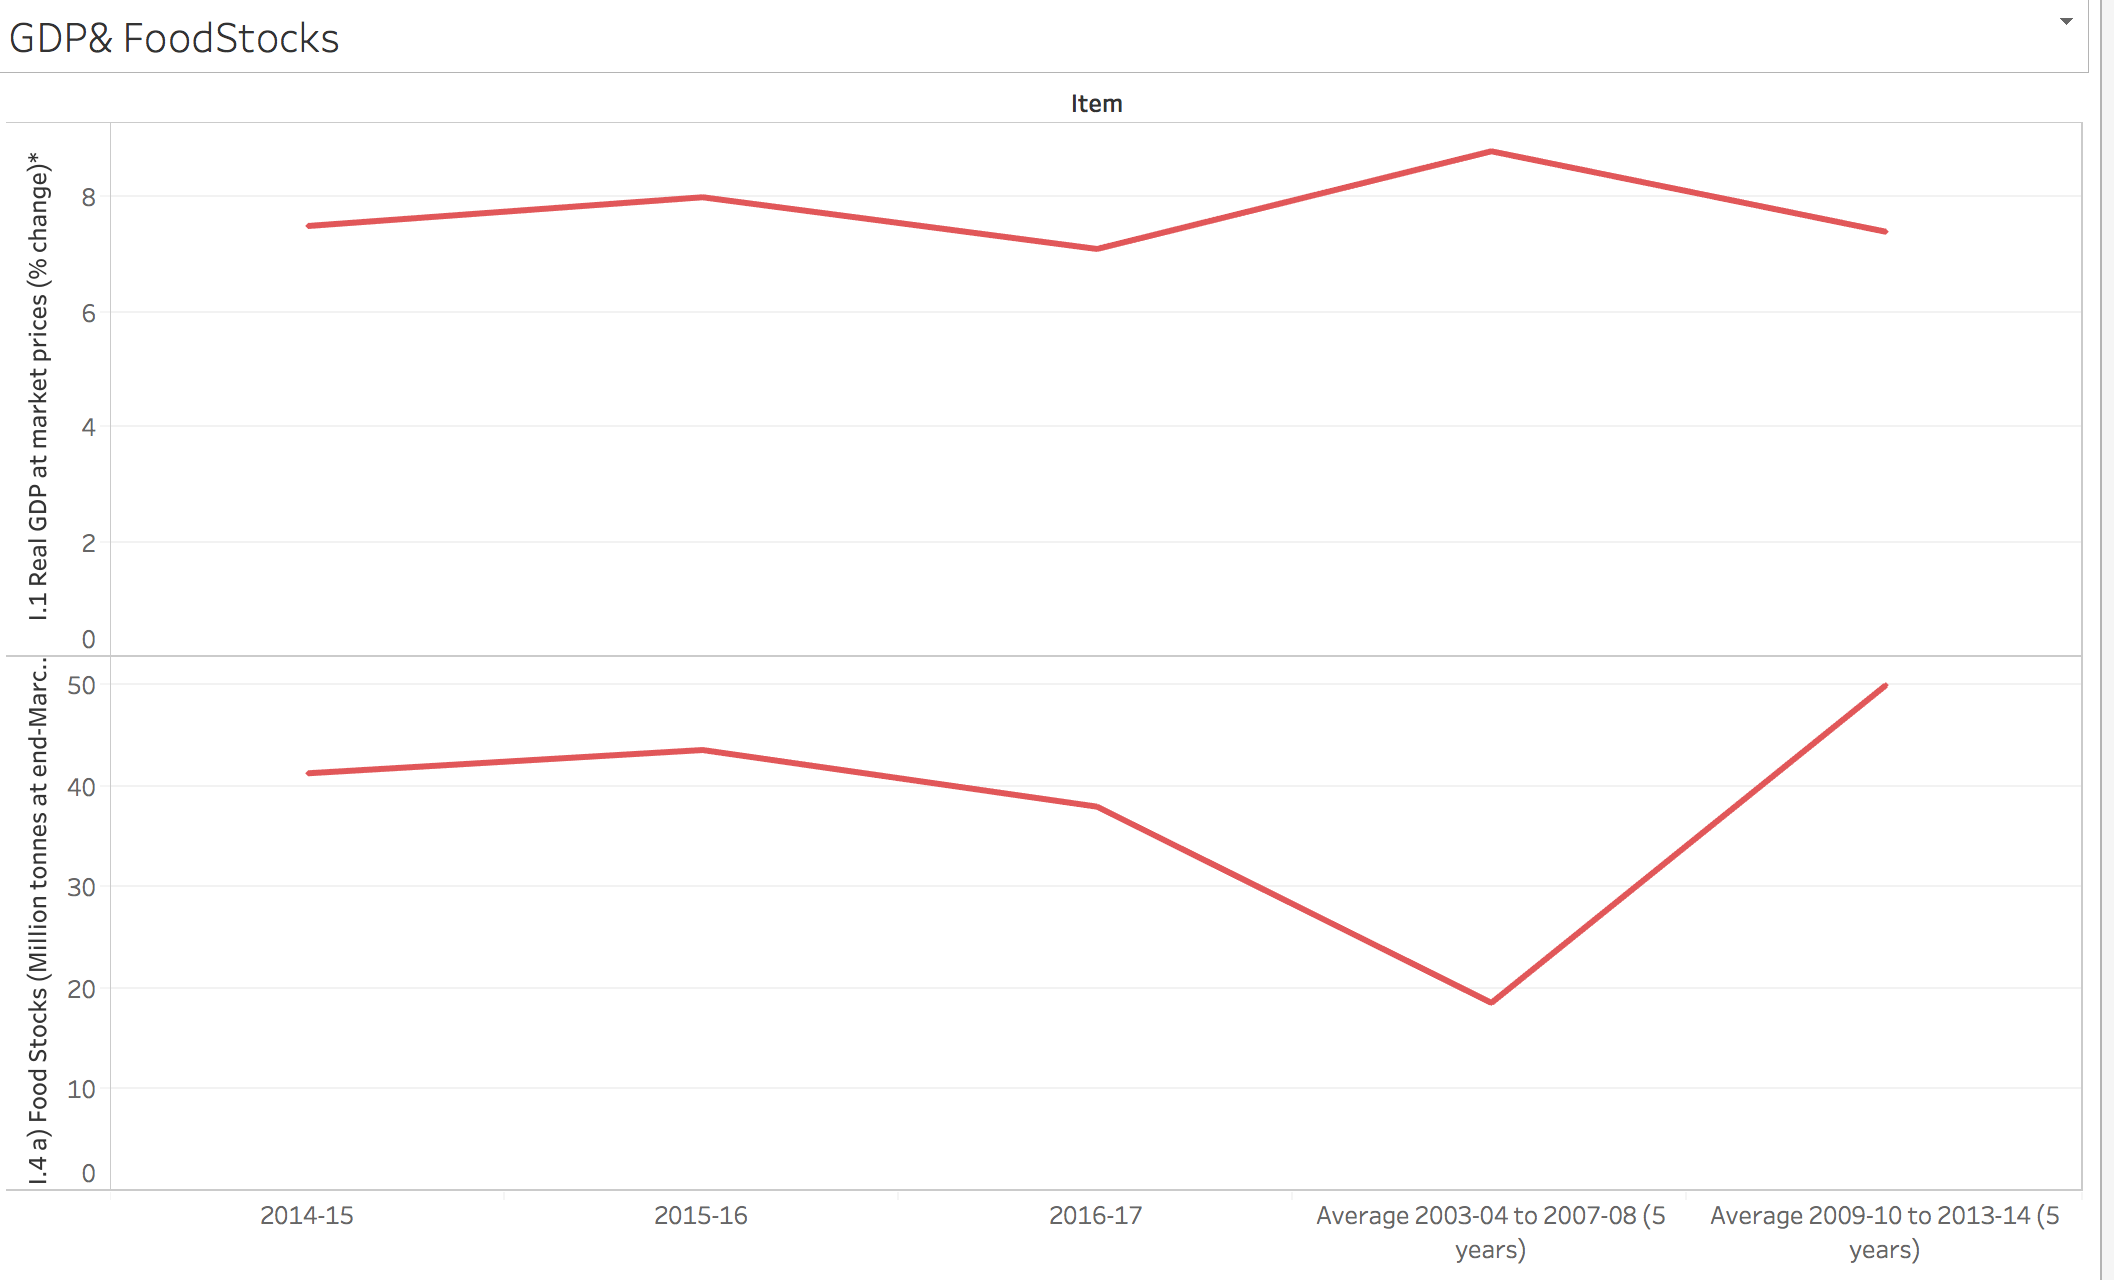 GDP& FoodStocks
Item
I.1 Real GDP at market prices (% change)*
8
6
4
2
0
I.4 a) Food Stocks (Million tonnes at end-Marc..
50
40
30
20
10
0
2014-15
2015-16
2016-17
Average 2003-04 to 2007-08 (5
years)
Average 2009-10 to 2013-14 (5
years)